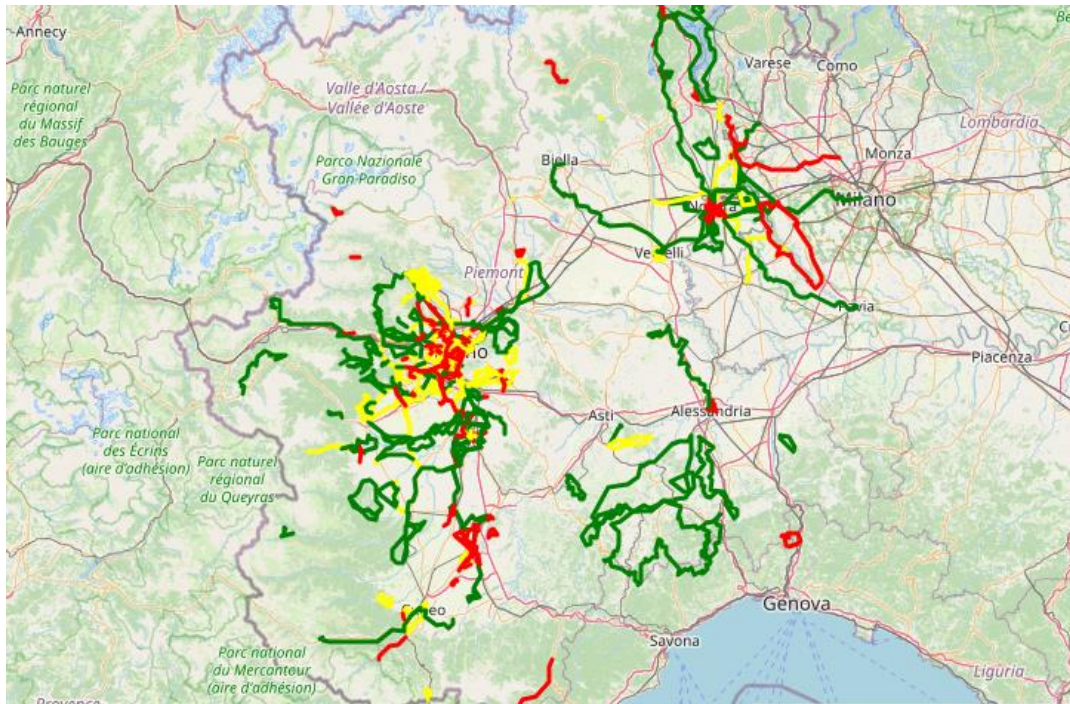 Annecy
Varese
Como
Parc naturel
régional
du Massif
des Bauges
Valle d'Aosta /
Vallée d'Aoste
Lombardia
Parco Nazionale
Gran Paradiso
Biella
Monza
Milano
Piemont
Piacenza
Asti
Alessandria
Parc national
des Écrins
(aire d'adhésion)
Parc naturel
régional
du Queyras
Genova
Savona
Parc national
du Mercantour
(aire d'adhésion)
Liguria